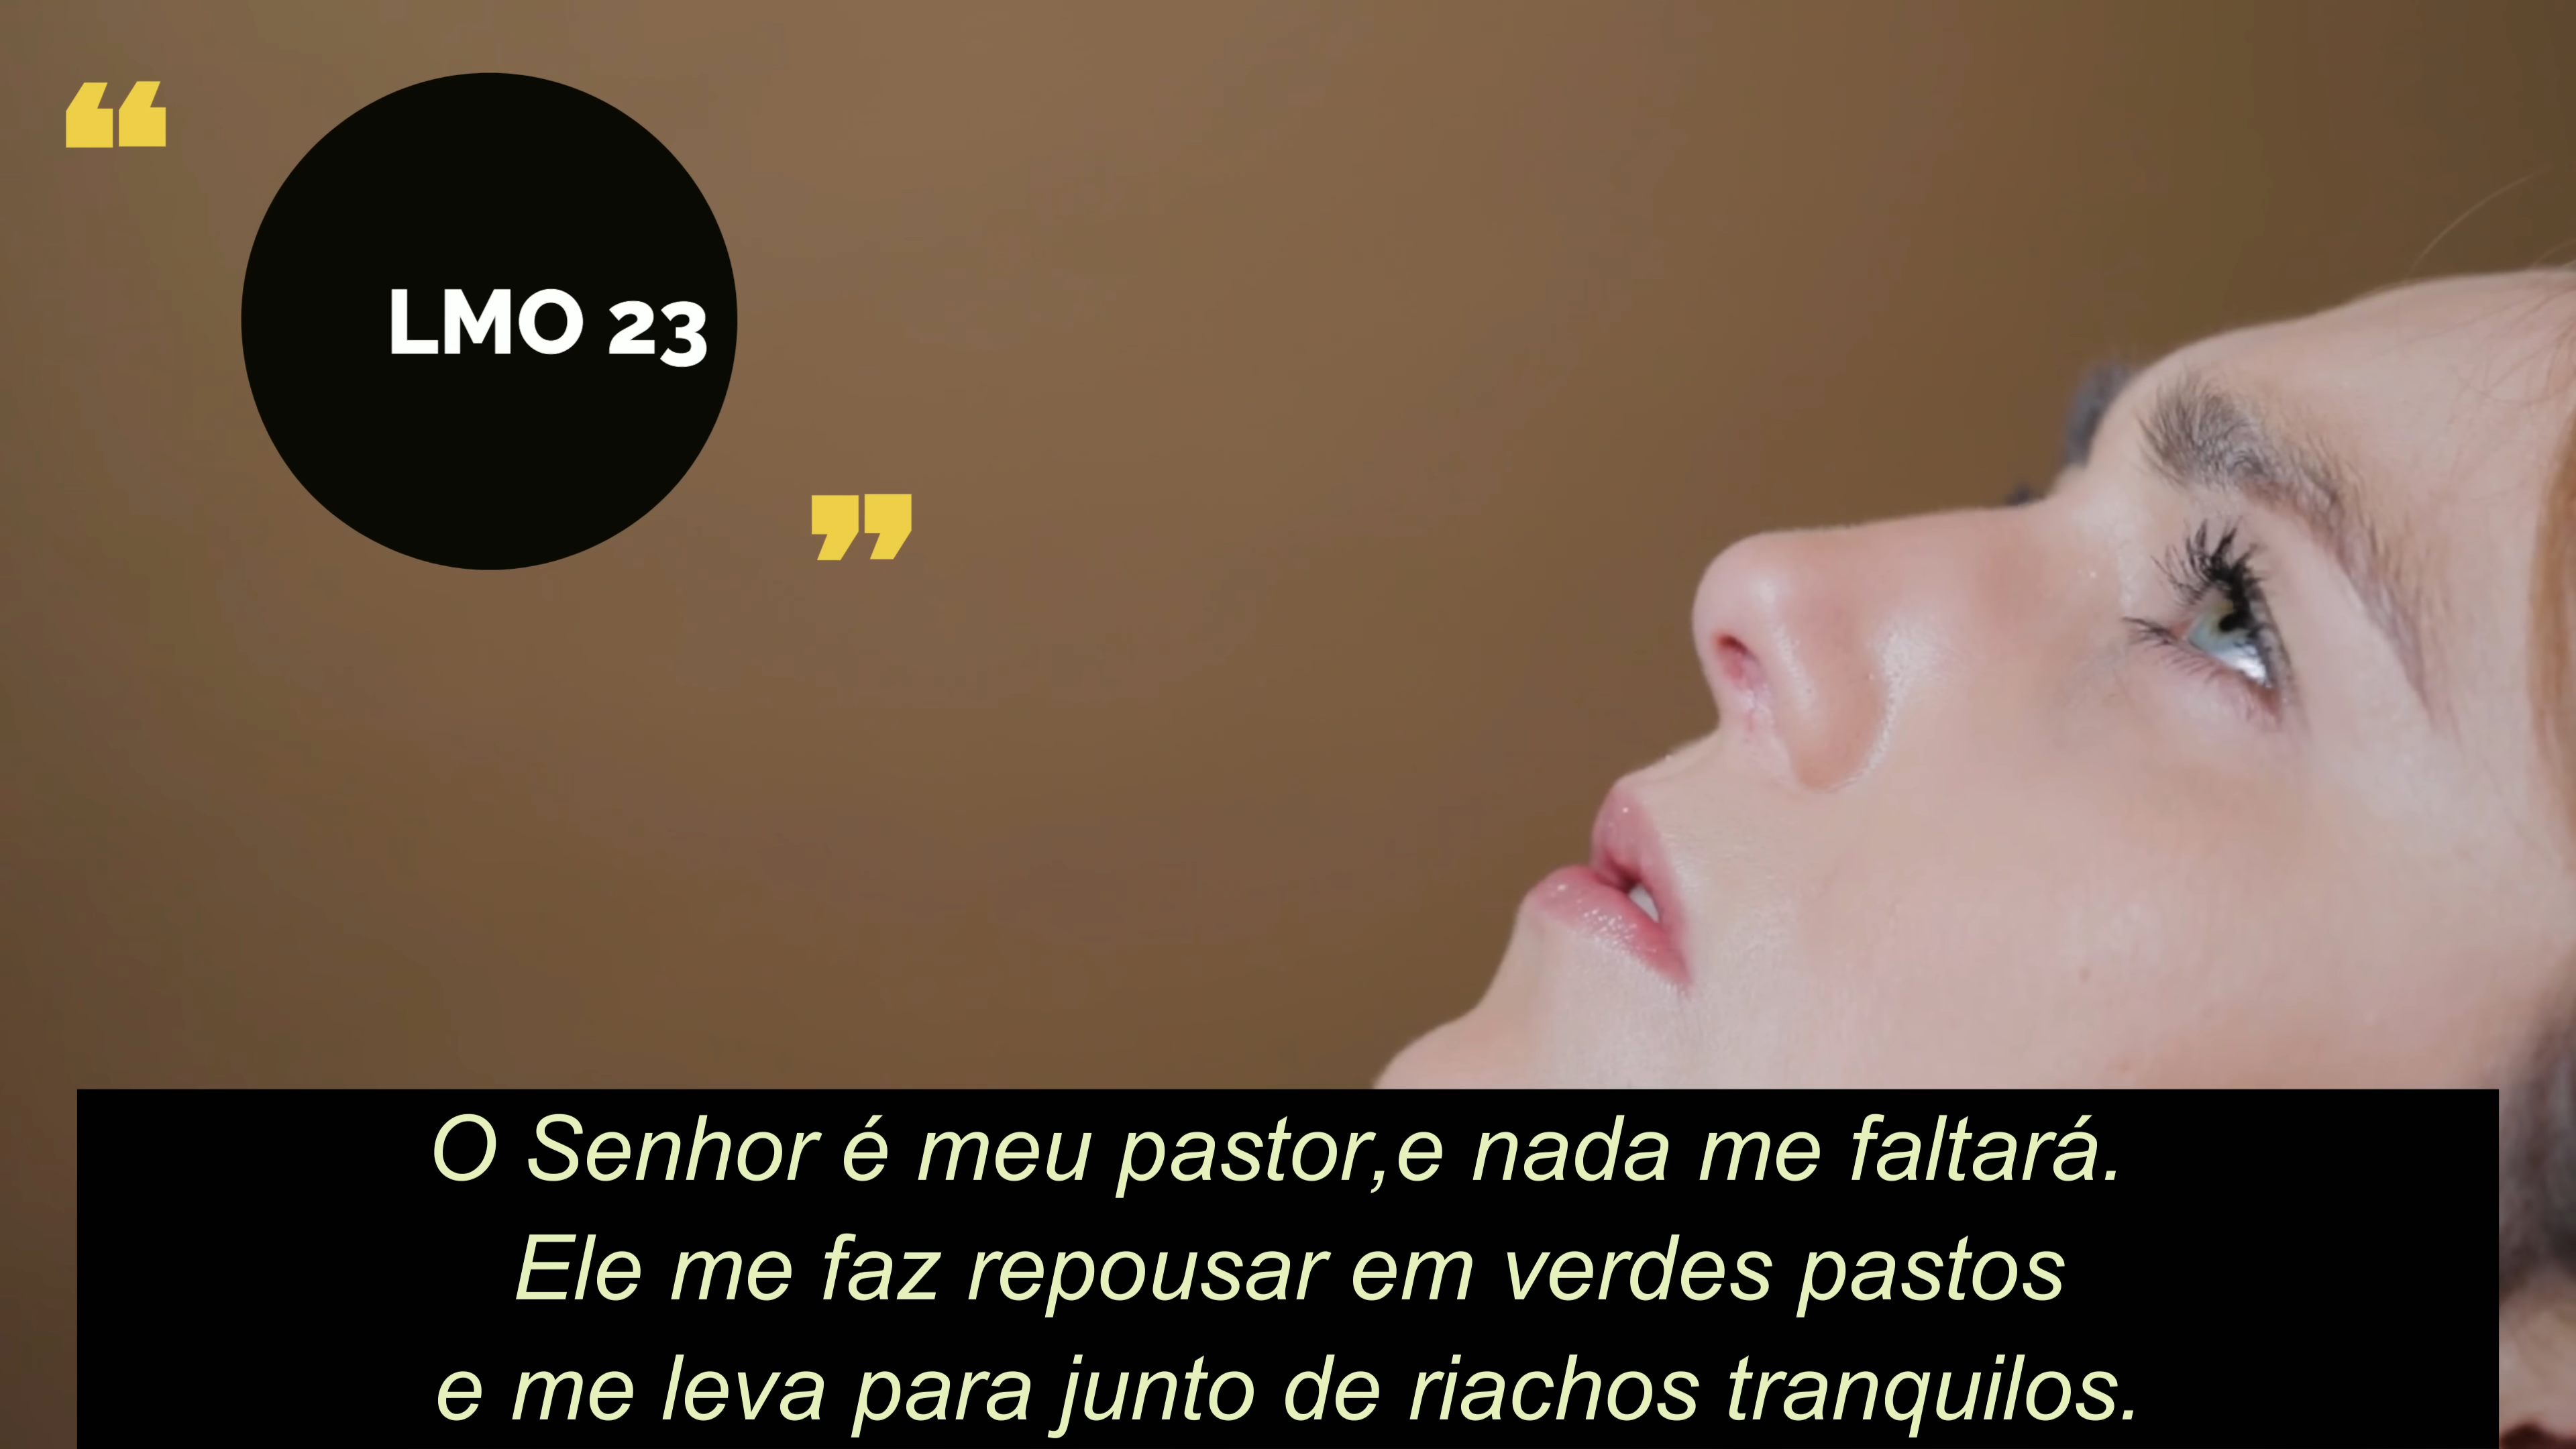 “
LMO 23
”
O Senhor é meu pastor,e nada me faltará.
Ele me faz repousar em verdes pastos
e me leva para junto de riachos tranquilos.